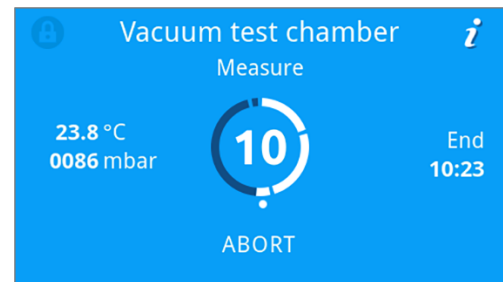 Vacuum test chamber i
Measure
23.8 °C
0086 mbar
10
End
10:23
ABORT